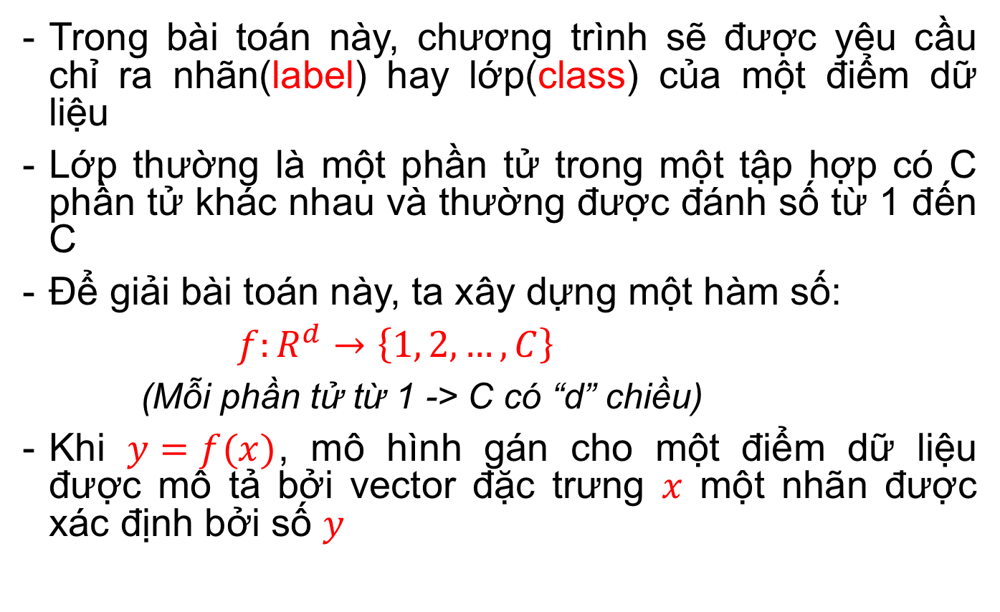 - Trong bài toán này, chương trình sẽ được yêu cầu
chỉ ra nhãn(label) hay lớp(class) của một điểm dữ
liệu
- Lớp thường là một phần tử trong một tập hợp có C
phần tử khác nhau và thường được đánh số từ 1 đến
C
- Để giải bài toán này, ta xây dựng một hàm số:
f: R^d → {1, 2, … , C}
(Mỗi phần tử từ 1 -> C có “d” chiều)
- Khi y = f(x), mô hình gán cho một điểm dữ liệu
được mô tả bởi vector đặc trưng x một nhãn được
xác định bởi số y